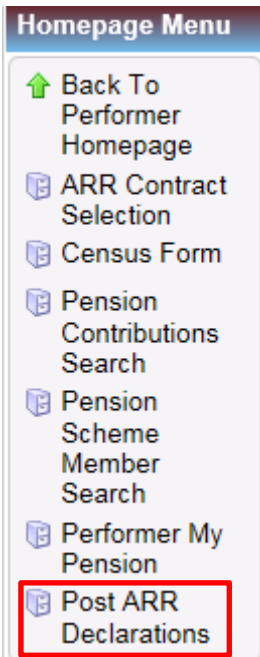 Homepage Menu
Back To
Performer
Homepage
ARR Contract
Selection
Census Form
Pension
Contributions
Search
Pension
Scheme
Member
Search
Performer My
Pension
Post ARR
Declarations